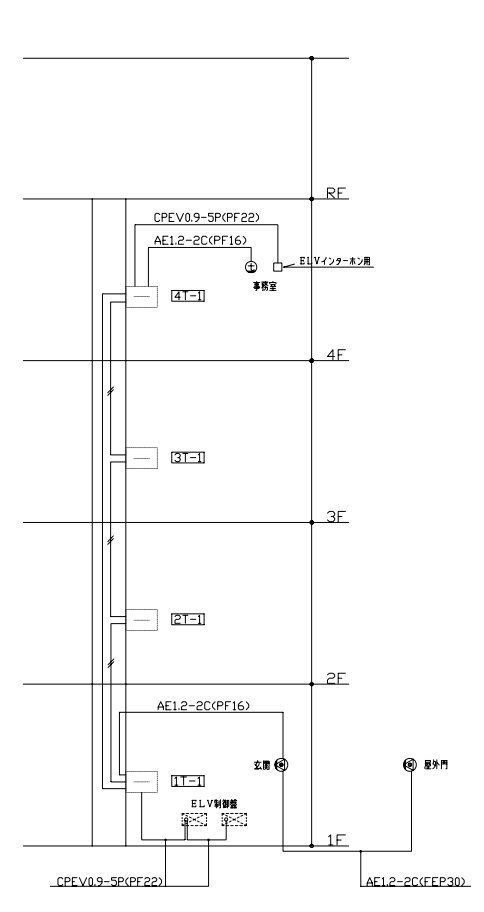 RF
CPEV0.9-5P(PF22)
AE1.2-2C(PF16)
ELVインターホン用
事務室
4T-1
4F
3T-1
3F
2T-1
2F
AE1.2-2C(PF16)
玄関
屋外門
1T-1
ELV制御盤
1F
CPEV0.9-5P(PF22)
AE1.2-2C(FEP30)